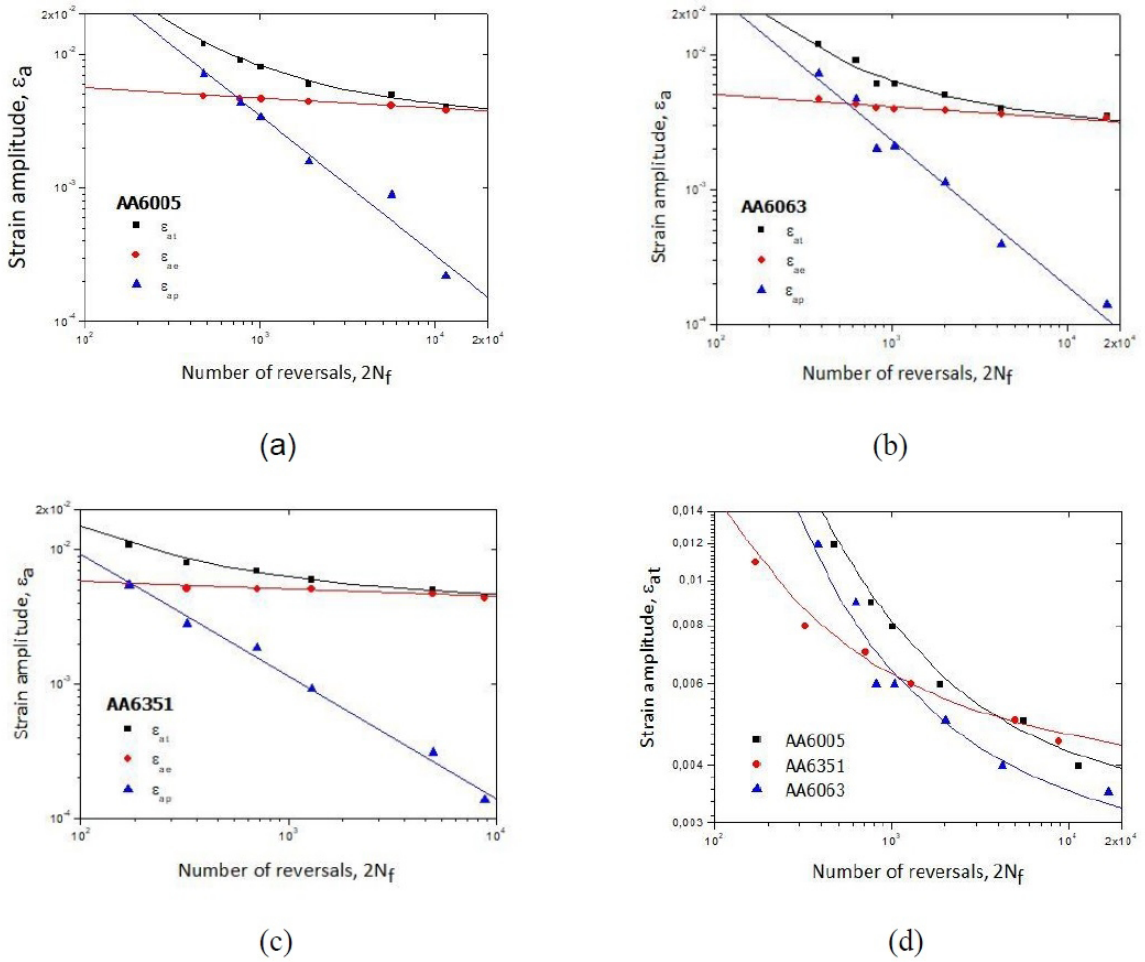 2x10⁻²
10⁻²
10⁻³
10⁻⁴
Strain amplitude, εa
AA6005
εat
εae
εap
10² 10³ 10⁴ 2x10⁴
Number of reversals, 2Nf
(a)
2x10⁻²
10⁻²
10⁻³
10⁻⁴
Strain amplitude, εa
AA6063
εat
εae
εap
10² 10³ 10⁴ 2x10⁴
Number of reversals, 2Nf
(b)
2x10⁻²
10⁻²
10⁻³
10⁻⁴
Strain amplitude, εa
AA6351
εat
εae
εap
10² 10³ 10⁴
Number of reversals, 2Nf
(c)
0,014
0,012
0,01
0,008
0,006
0,004
0,003
Strain amplitude, εat
AA6005
AA6351
AA6063
10² 10³ 10⁴ 2x10⁴
Number of reversals, 2Nf
(d)